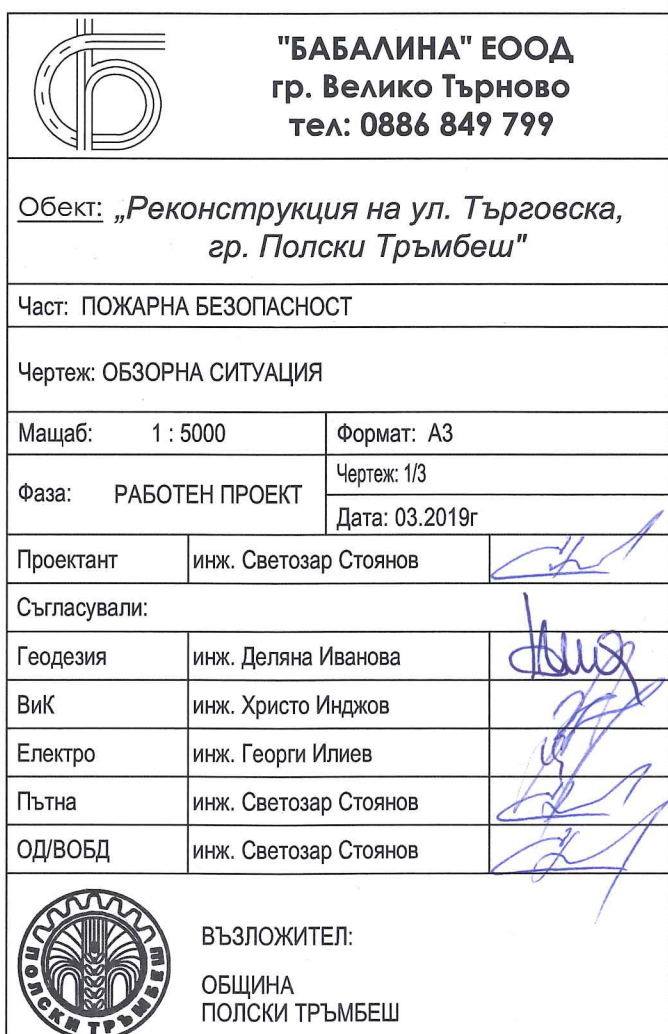 "БАБАЛИНА" ЕООД
гр. Велико Търново
тел: 0886 849 799
Обект: „Реконструкция на ул. Търговска,
гр. Полски Тръмбеш"
Част: ПОЖАРНА БЕЗОПАСНОСТ
Чертеж: ОБЗОРНА СИТУАЦИЯ
Мащаб: 1 : 5000
Формат: А3
Фаза: РАБОТЕН ПРОЕКТ
Чертеж: 1/3
Дата: 03.2019г
Проектант инж. Светозар Стоянов
Съгласували:
Геодезия инж. Деляна Иванова
ВиК инж. Христо Инджов
Електро инж. Георги Илиев
Пътна инж. Светозар Стоянов
ОД/ВОБД инж. Светозар Стоянов
ПОЛСКИ ТРЪМБЕШ
ВЪЗЛОЖИТЕЛ:
ОБЩИНА
ПОЛСКИ ТРЪМБЕШ